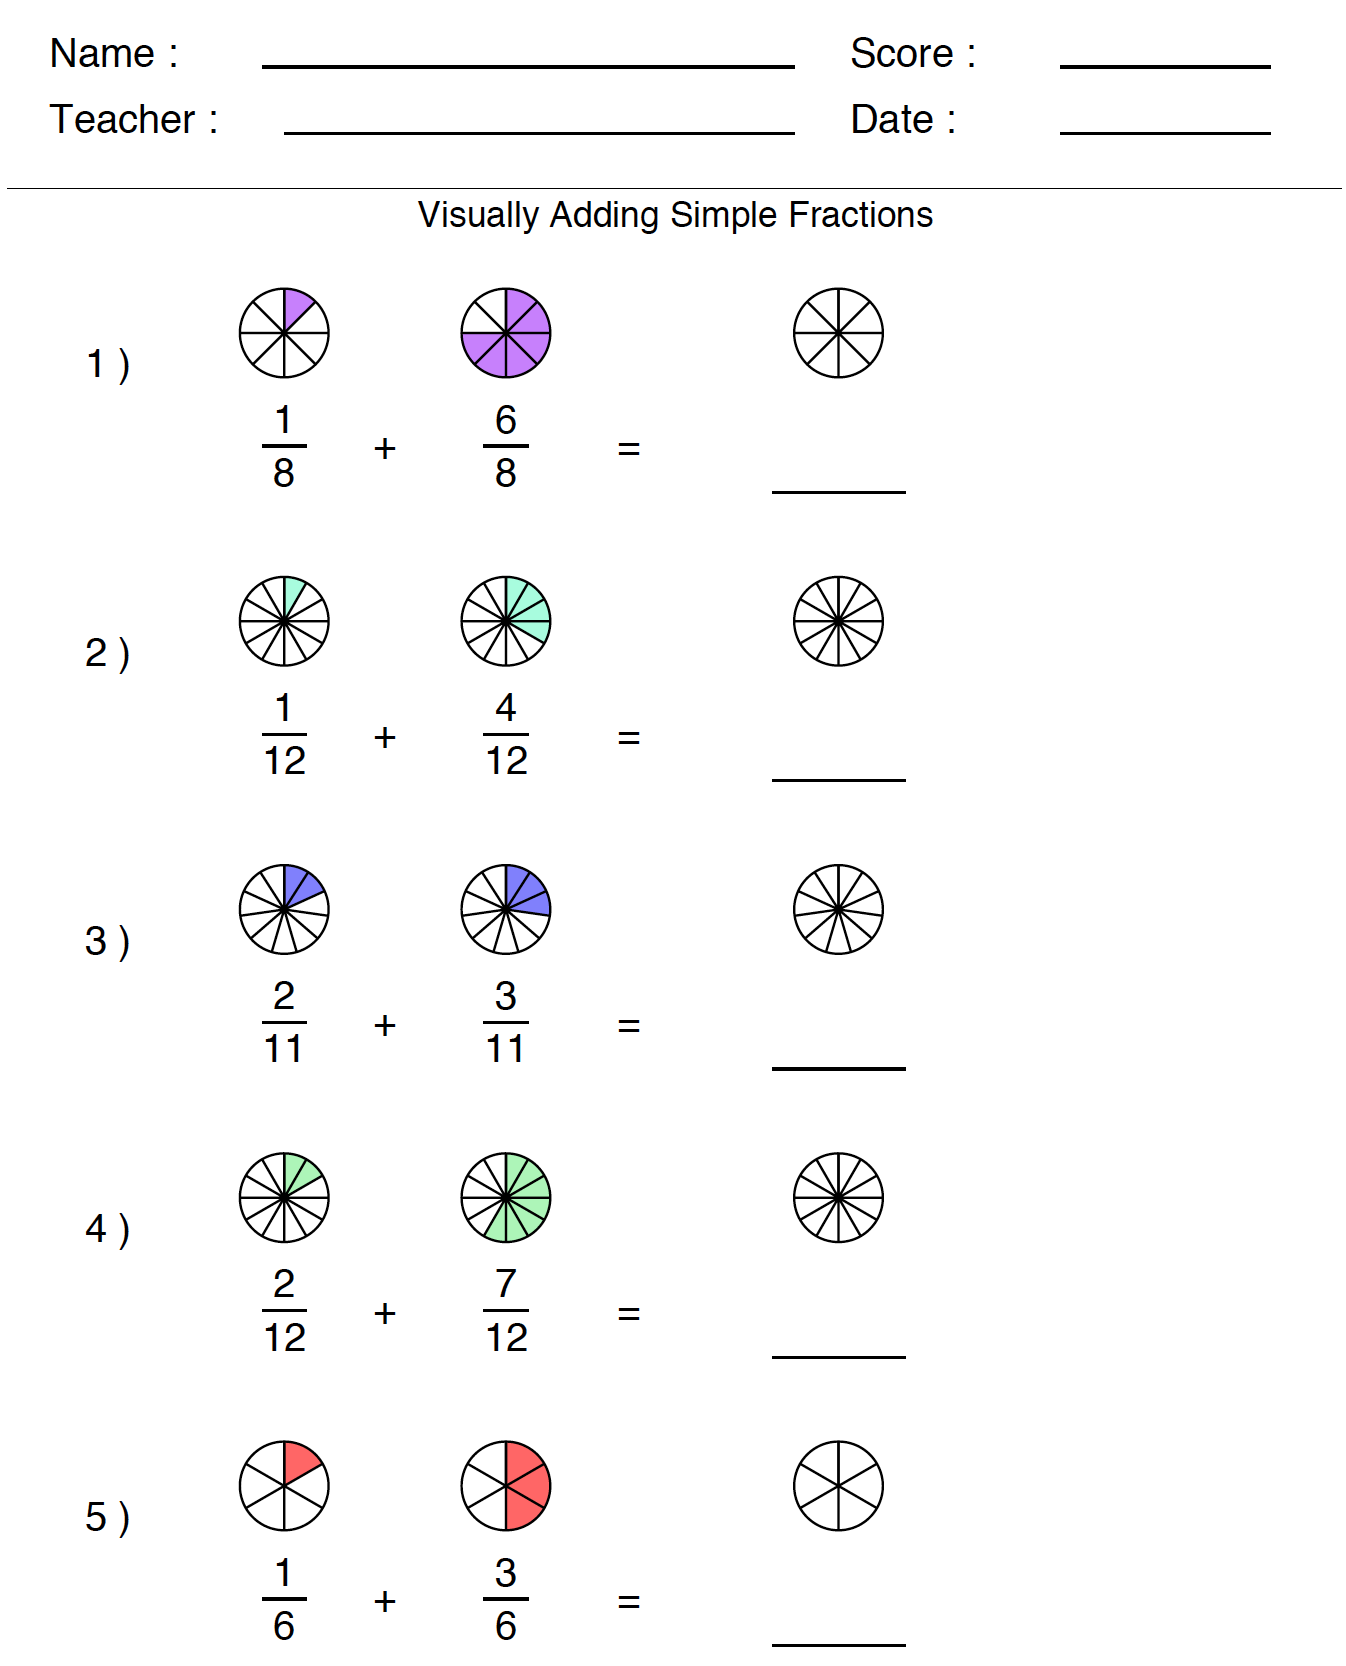 Name :
Score :
Teacher :
Date :
Visually Adding Simple Fractions
1 )
1/8 + 6/8 =
2 )
1/12 + 4/12 =
3 )
2/11 + 3/11 =
4 )
2/12 + 7/12 =
5 )
1/6 + 3/6 =